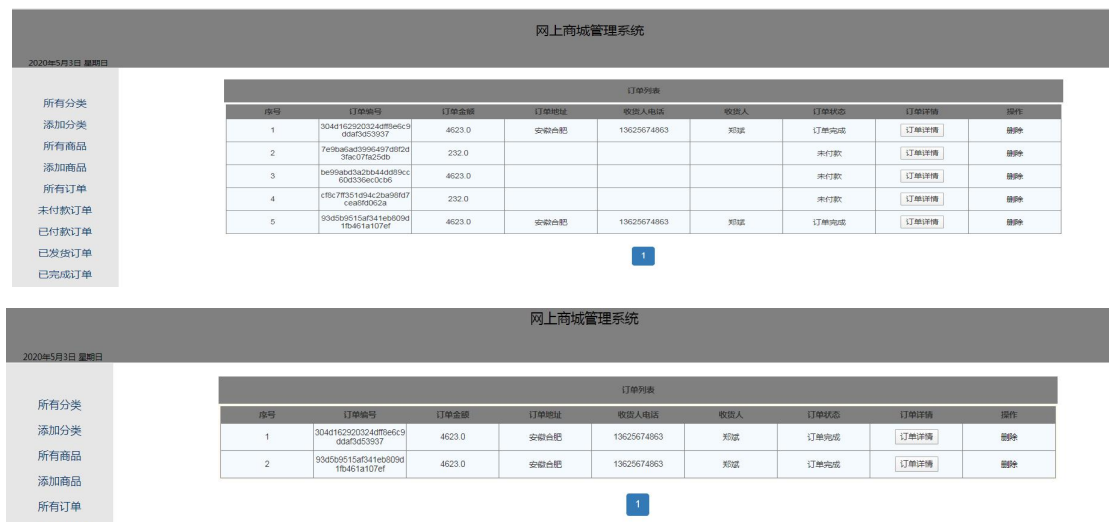 网上商城管理系统
2020年5月3日 星期日
所有分类
添加分类
所有商品
添加商品
所有订单
未付款订单
已付款订单
已发货订单
已完成订单
订单列表
序号 订单编号 订单金额 订单地址 收货人电话 收货人 订单状态 订单详情 操作
1 304d162920324dff8e6c9 4623.0 安徽合肥 13625674863 郑斌 订单完成 订单详情 删除
ddaf3d53937
2 7e9ba6ad3996497d8f2d 232.0 未付款 订单详情 删除
3fac07fa25db
3 be99abd3a2bb44dd89cc 4623.0 未付款 订单详情 删除
60d336ec0cb6
4 cf8c7ff351d94c2ba98fd7 232.0 未付款 订单详情 删除
cea8fd062a
5 93d5b9515af341eb809d 4623.0 安徽合肥 13625674863 郑斌 订单完成 订单详情 删除
1fb461a107ef
1
网上商城管理系统
2020年5月3日 星期日
所有分类
添加分类
所有商品
添加商品
所有订单
订单列表
序号 订单编号 订单金额 订单地址 收货人电话 收货人 订单状态 订单详情 操作
1 304d162920324dff8e6c9 4623.0 安徽合肥 13625674863 郑斌 订单完成 订单详情 删除
ddaf3d53937
2 93d5b9515af341eb809d 4623.0 安徽合肥 13625674863 郑斌 订单完成 订单详情 删除
1fb461a107ef
1